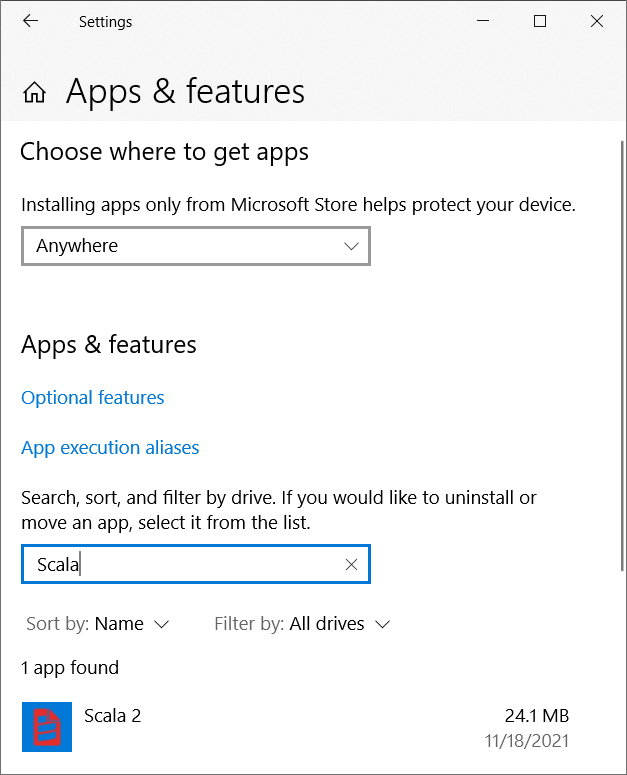 Settings
Apps & features
Choose where to get apps
Installing apps only from Microsoft Store helps protect your device.
Anywhere
Apps & features
Optional features
App execution aliases
Search, sort, and filter by drive. If you would like to uninstall or
move an app, select it from the list.
Scala
Sort by: Name Filter by: All drives
1 app found
Scala 2 24.1 MB
11/18/2021